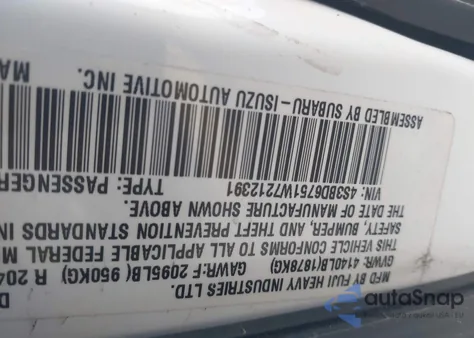 MFD BY FUJI HEAVY INDUSTRIES LTD.
GVWR: 4140LB(1878KG) GAWR: F 2095LB( 950KG) R 204
THIS VEHICLE CONFORMS TO ALL APPLICABLE FEDERAL M
SAFETY, BUMPER, AND THEFT PREVENTION STANDARDS IN
THE DATE OF MANUFACTURE SHOWN ABOVE.
VIN: 4S3BD6751W7212391 TYPE: PASSENGER
ASSEMBLED BY SUBARU-ISUZU AUTOMOTIVE INC. MA
autoSnap